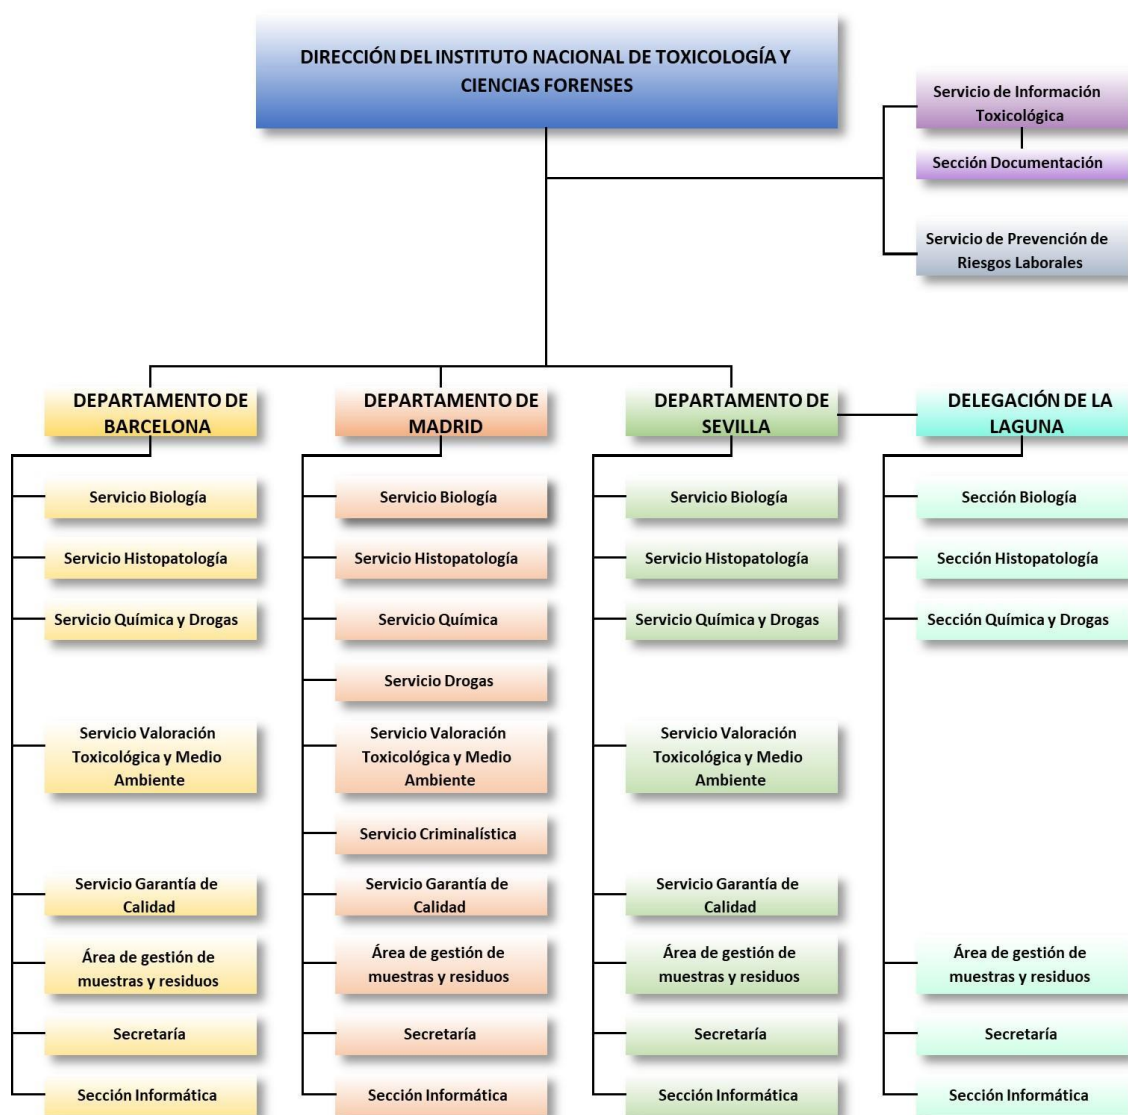 DIRECCIÓN DEL INSTITUTO NACIONAL DE TOXICOLOGÍA Y
CIENCIAS FORENSES
Servicio de Información
Toxicológica
Sección Documentación
Servicio de Prevención de
Riesgos Laborales
DEPARTAMENTO DE
BARCELONA
Servicio Biología
Servicio Histopatología
Servicio Química y Drogas
Servicio Valoración
Toxicológica y Medio
Ambiente
Servicio Garantía de
Calidad
Área de gestión de
muestras y residuos
Secretaría
Sección Informática
DEPARTAMENTO DE
MADRID
Servicio Biología
Servicio Histopatología
Servicio Química
Servicio Drogas
Servicio Valoración
Toxicológica y Medio
Ambiente
Servicio Criminalística
Servicio Garantía de
Calidad
Área de gestión de
muestras y residuos
Secretaría
Sección Informática
DEPARTAMENTO DE
SEVILLA
Servicio Biología
Servicio Histopatología
Servicio Química y Drogas
Servicio Valoración
Toxicológica y Medio
Ambiente
Servicio Garantía de
Calidad
Área de gestión de
muestras y residuos
Secretaría
Sección Informática
DELEGACIÓN DE LA
LAGUNA
Sección Biología
Sección Histopatología
Sección Química y Drogas
Área de gestión de
muestras y residuos
Secretaría
Sección Informática